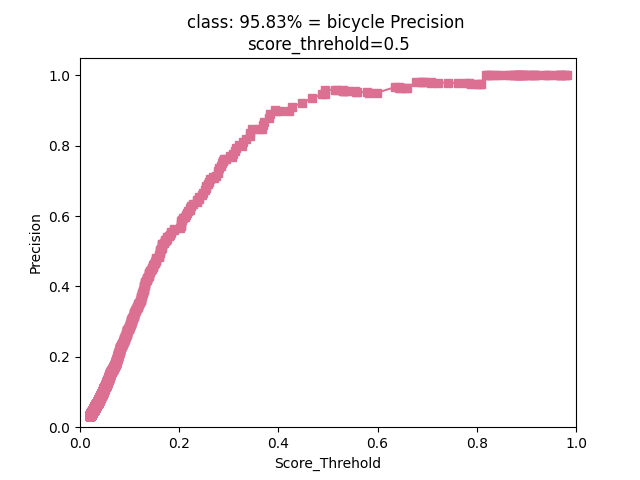 class: 95.83% = bicycle Precision
score_threhold=0.5
1.0
0.8
0.6
0.4
0.2
0.0
Precision
0.0 0.2 0.4 0.6 0.8 1.0
Score_Threhold